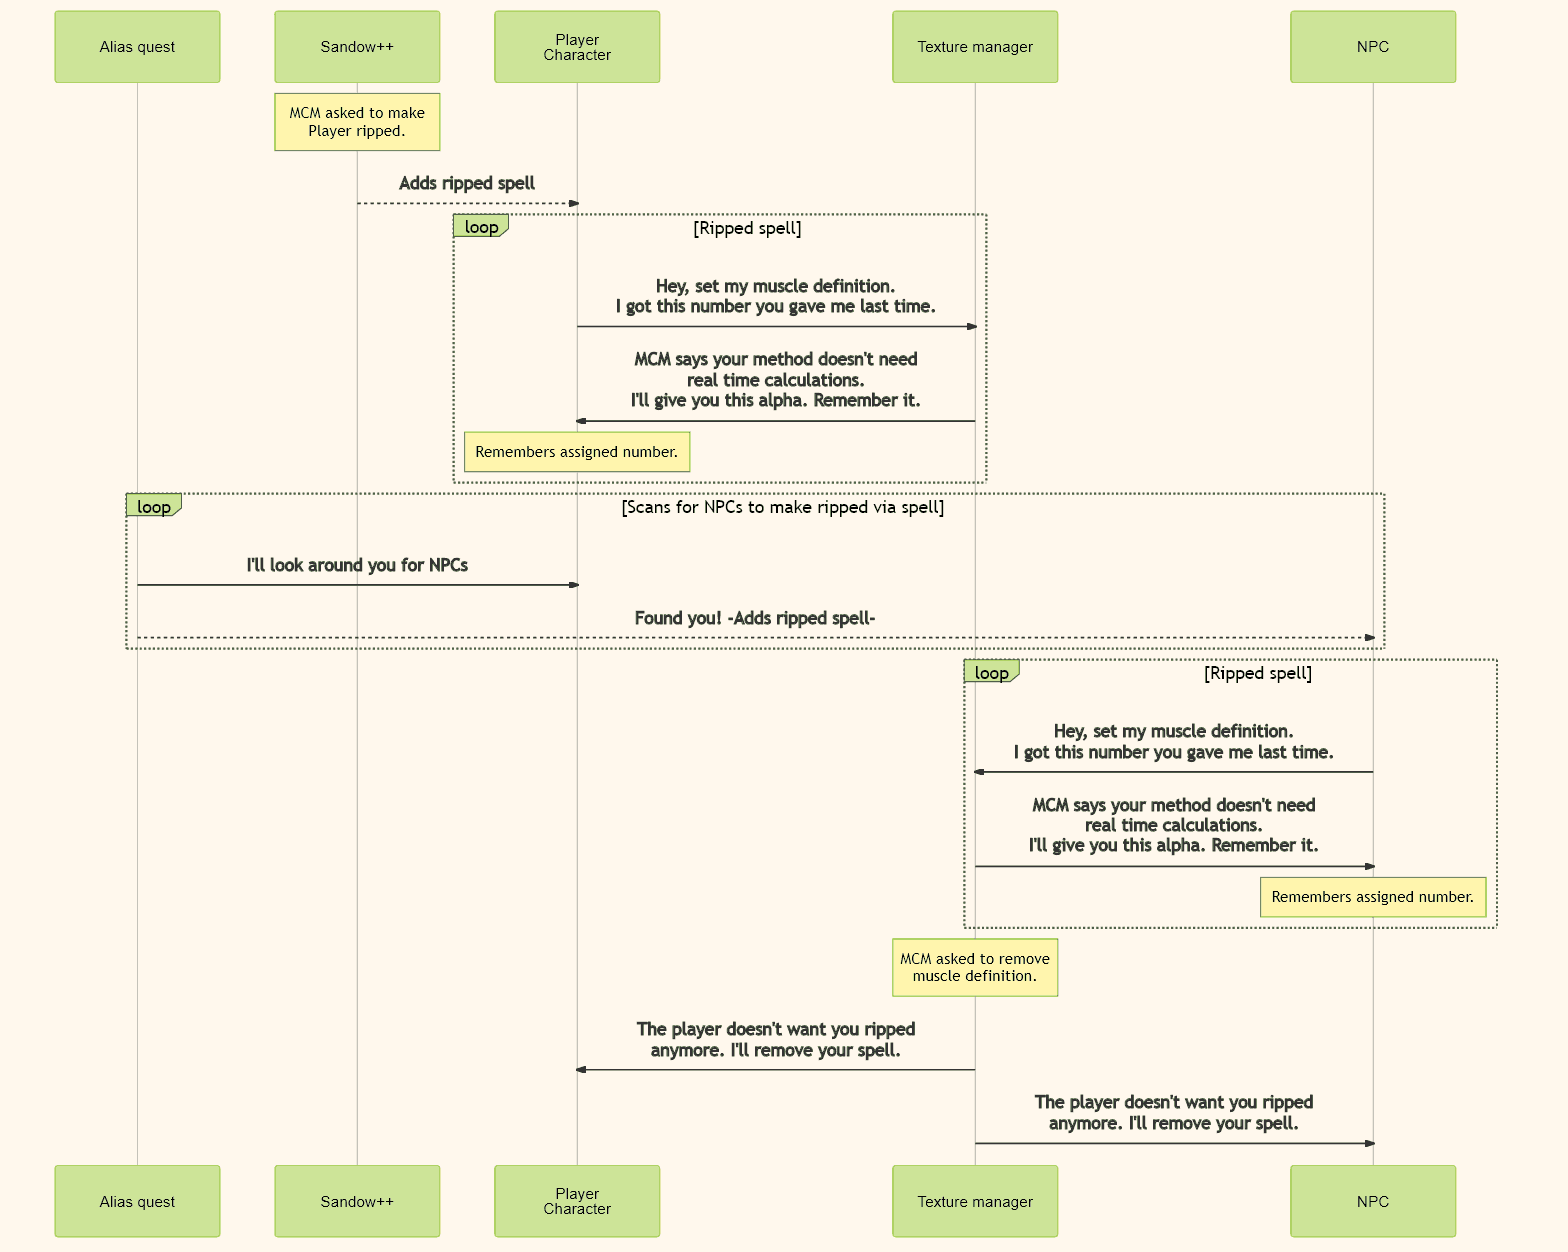 Alias quest
Sandow++
Player
Character
Texture manager
NPC
MCM asked to make
Player ripped.
Adds ripped spell
loop
[Ripped spell]
Hey, set my muscle definition.
I got this number you gave me last time.
MCM says your method doesn't need
real time calculations.
I'll give you this alpha. Remember it.
Remembers assigned number.
loop
[Scans for NPCs to make ripped via spell]
I'll look around you for NPCs
Found you! -Adds ripped spell-
loop
[Ripped spell]
Hey, set my muscle definition.
I got this number you gave me last time.
MCM says your method doesn't need
real time calculations.
I'll give you this alpha. Remember it.
Remembers assigned number.
MCM asked to remove
muscle definition.
The player doesn't want you ripped
anymore. I'll remove your spell.
The player doesn't want you ripped
anymore. I'll remove your spell.
Alias quest
Sandow++
Player
Character
Texture manager
NPC